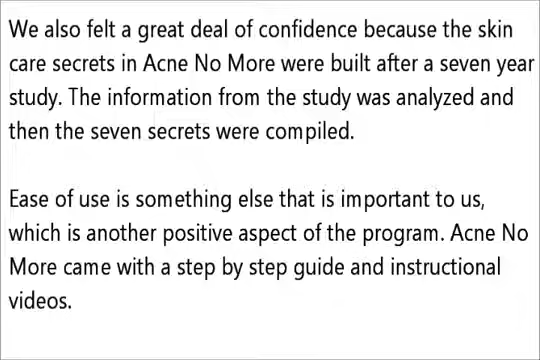 We also felt a great deal of confidence because the skin
care secrets in Acne No More were built after a seven year
study. The information from the study was analyzed and
then the seven secrets were compiled.
Ease of use is something else that is important to us,
which is another positive aspect of the program. Acne No
More came with a step by step guide and instructional
videos.